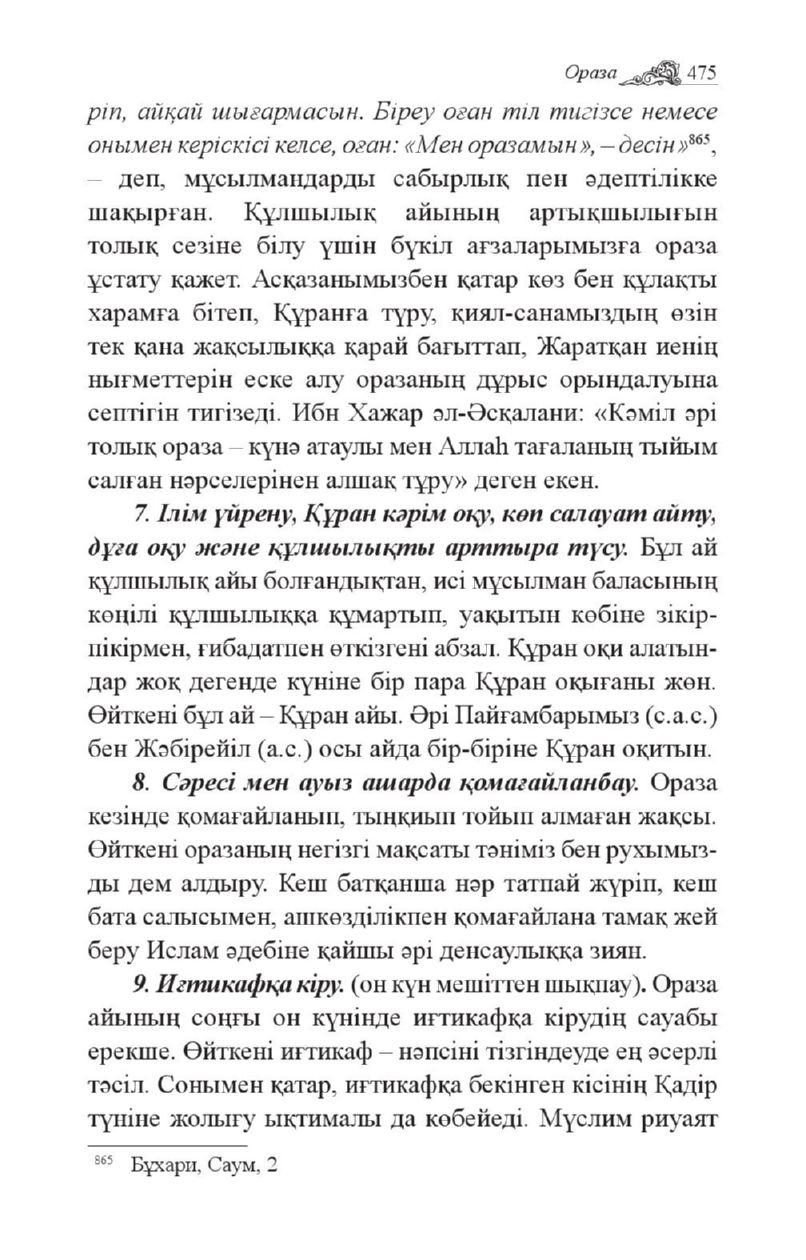 Ораза 475
ріп, айқай шығармасын. Біреу оған тіл тигізсе немесе
онымен керіскісі келсе, оған: «Мен оразамын», – десін»⁸⁶⁵,
– деп, мұсылмандарды сабырлық пен әдептілікке
шақырған. Құлшылық айының артықшылығын
толық сезіне білу үшін бүкіл ағзаларымызға ораза
ұстату қажет. Асқазанымызбен қатар көз бен құлақты
харамға бітеп, Құранға түру, қиял-санамыздың өзін
тек қана жақсылыққа қарай бағыттап, Жаратқан иенің
нығметтерін еске алу оразаның дұрыс орындалуына
септігін тигізеді. Ибн Хажар әл-Әсқалани: «Кәміл әрі
толық ораза – күнә атаулы мен Аллаһ тағаланың тыйым
салған нәрселерінен алшақ тұру» деген екен.
7. Ілім үйрену, Құран кәрім оқу, көп салауат айту,
дұға оқу және құлшылықты арттыра түсу. Бұл ай
құлшылық айы болғандықтан, исі мұсылман баласының
көңілі құлшылыққа құмартып, уақытын көбіне зікір-
пікірмен, ғибадатпен өткізгені абзал. Құран оқи алатын-
дар жоқ дегенде күніне бір пара Құран оқығаны жөн.
Өйткені бұл ай – Құран айы. Әрі Пайғамбарымыз (с.а.с.)
бен Жәбірейіл (а.с.) осы айда бір-біріне Құран оқитын.
8. Сәресі мен ауыз ашарда қомағайланбау. Ораза
кезінде қомағайланып, тыңқиып тойып алмаған жақсы.
Өйткені оразаның негізгі мақсаты тәніміз бен рухымыз-
ды дем алдыру. Кеш батқанша нәр татпай жүріп, кеш
бата салысымен, ашкөзділікпен қомағайлана тамақ жей
беру Ислам әдебіне қайшы әрі денсаулыққа зиян.
9. Иғтикафқа кіру. (он күн мешіттен шықпау). Ораза
айының соңғы он күнінде иғтикафқа кірудің сауабы
ерекше. Өйткені иғтикаф – нәпсіні тізгіндеуде ең әсерлі
тәсіл. Сонымен қатар, иғтикафқа бекінген кісінің Қадір
түніне жолығу ықтималы да көбейеді. Мүслим риуаят
⁸⁶⁵ Бұхари, Саум, 2